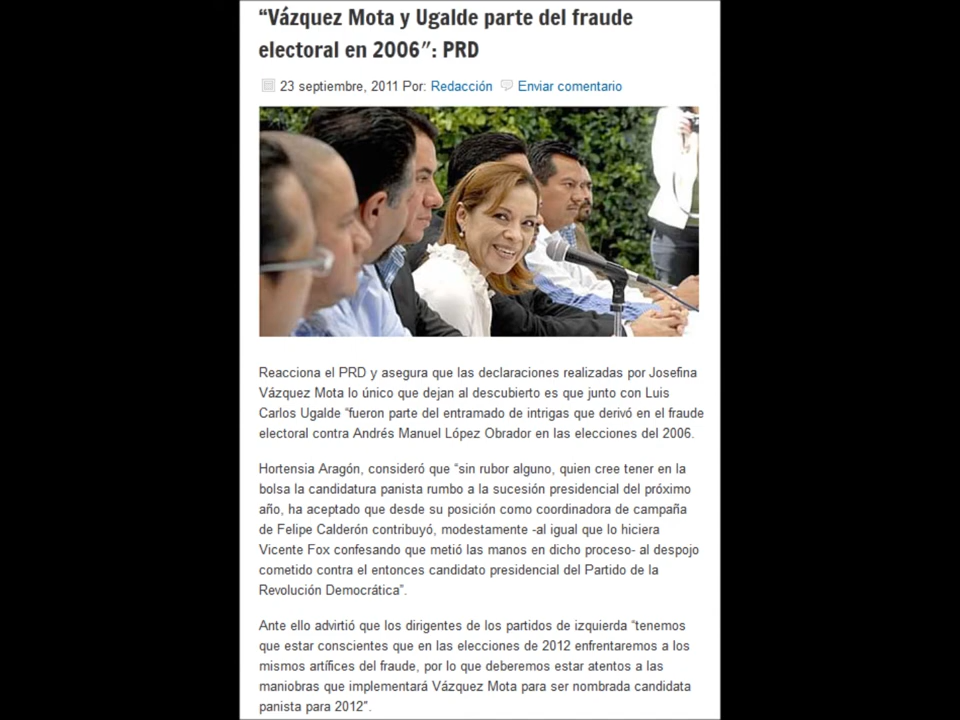 “Vázquez Mota y Ugalde parte del fraude
electoral en 2006″: PRD
23 septiembre, 2011 Por: Redacción Enviar comentario
Reacciona el PRD y asegura que las declaraciones realizadas por Josefina
Vázquez Mota lo único que dejan al descubierto es que junto con Luis
Carlos Ugalde “fueron parte del entramado de intrigas que derivó en el fraude
electoral contra Andrés Manuel López Obrador en las elecciones del 2006.
Hortensia Aragón, consideró que “sin rubor alguno, quien cree tener en la
bolsa la candidatura panista rumbo a la sucesión presidencial del próximo
año, ha aceptado que desde su posición como coordinadora de campaña
de Felipe Calderón contribuyó, modestamente -al igual que lo hiciera
Vicente Fox confesando que metió las manos en dicho proceso- al despojo
cometido contra el entonces candidato presidencial del Partido de la
Revolución Democrática”.
Ante ello advirtió que los dirigentes de los partidos de izquierda “tenemos
que estar conscientes que en las elecciones de 2012 enfrentaremos a los
mismos artífices del fraude, por lo que deberemos estar atentos a las
maniobras que implementará Vázquez Mota para ser nombrada candidata
panista para 2012″.